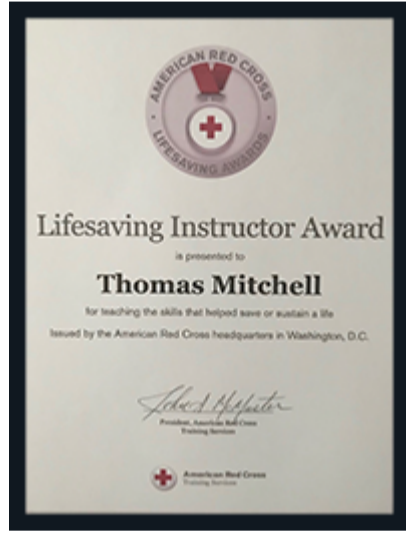 AMERICAN RED CROSS
LIFESAVING AWARDS
Lifesaving Instructor Award
is presented to
Thomas Mitchell
for teaching the skills that helped save or sustain a life
Issued by the American Red Cross headquarters in Washington, D.C.
President, American Red Cross
Training Services
American Red Cross
Training Services